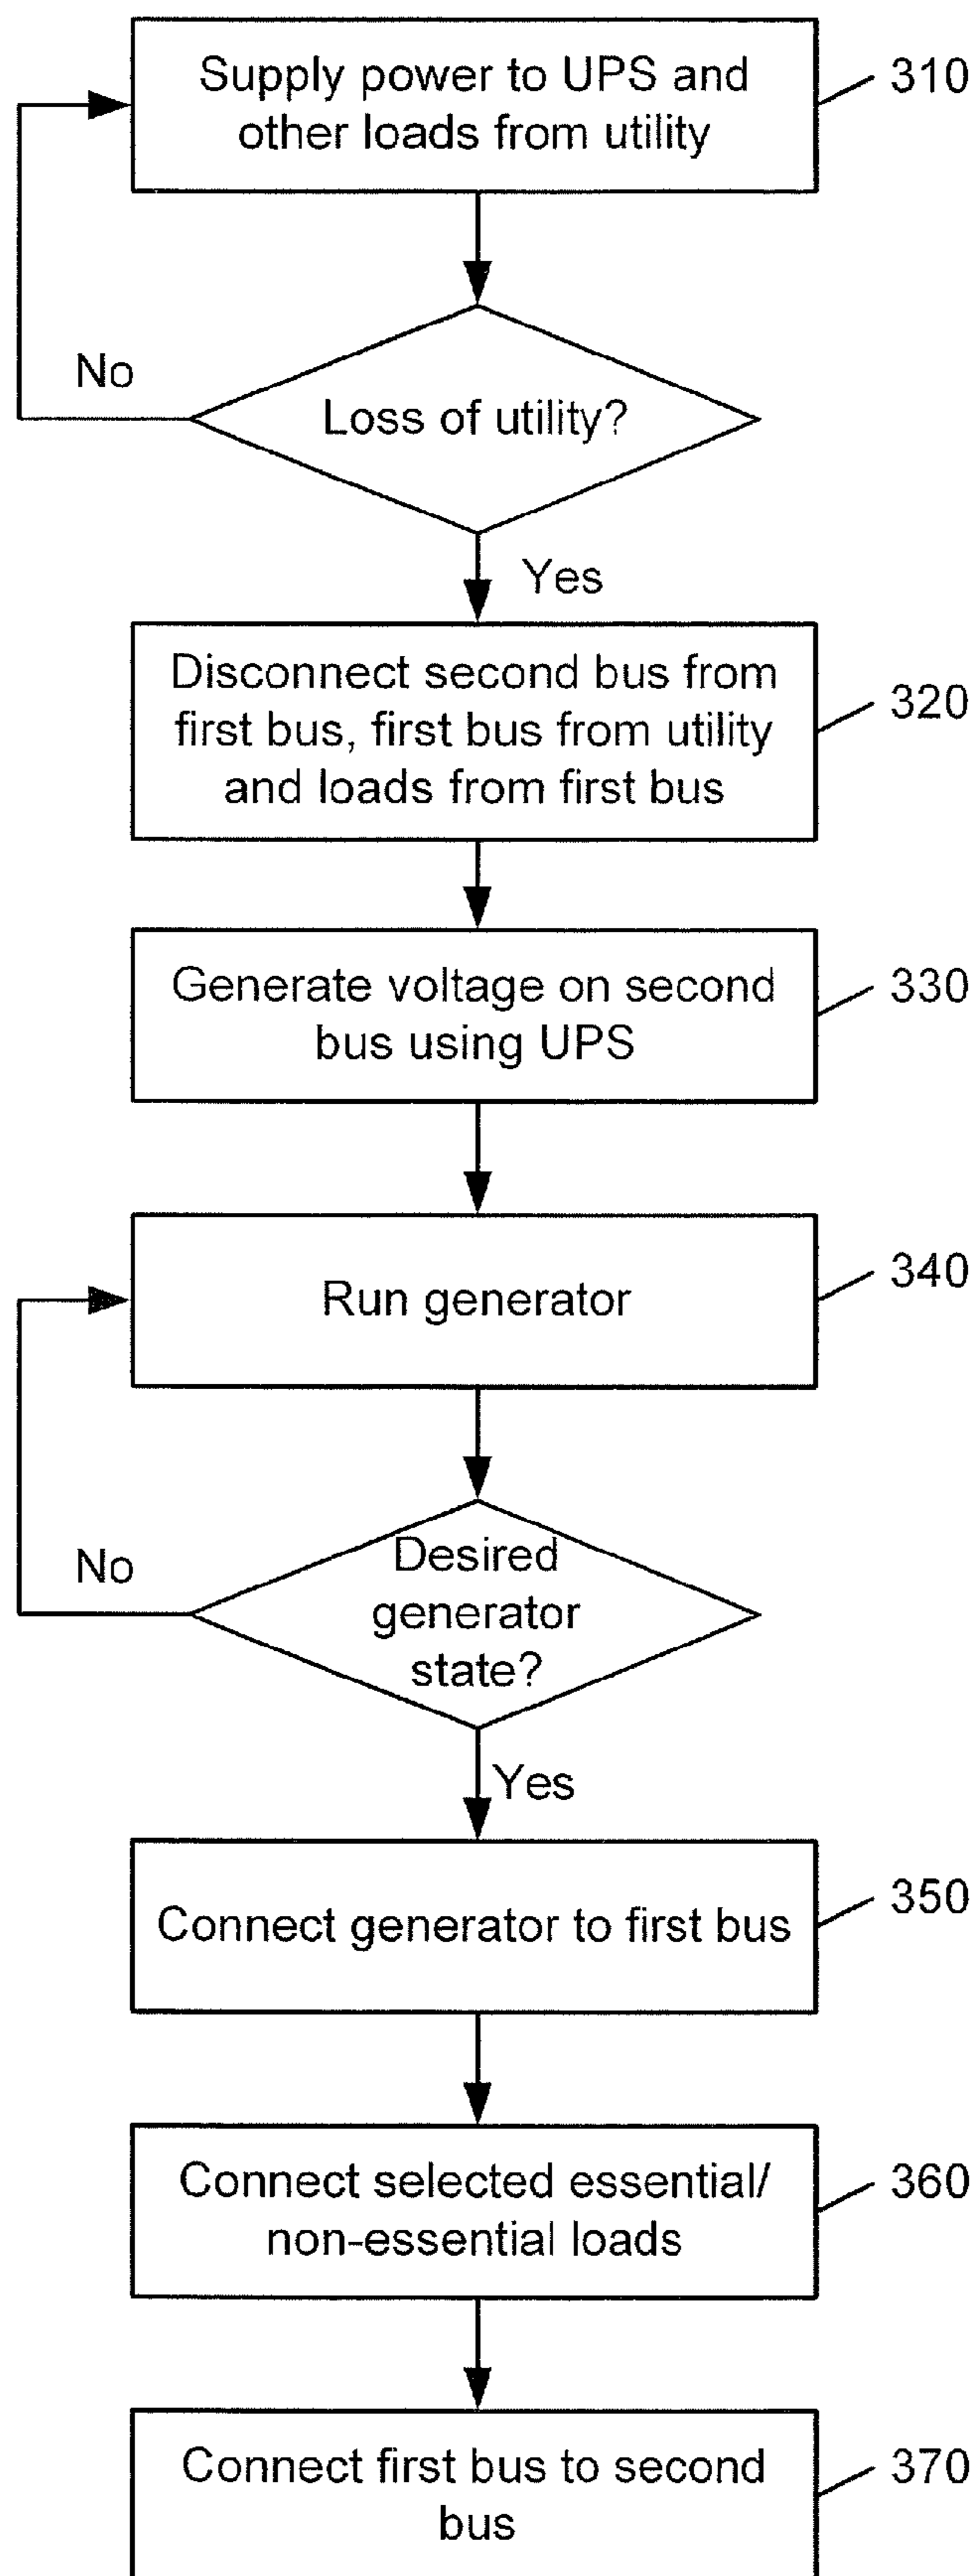 Supply power to UPS and
other loads from utility
310
No
Loss of utility?
Yes
Disconnect second bus from
first bus, first bus from utility
and loads from first bus
320
Generate voltage on second
bus using UPS
330
Run generator
340
No
Desired
generator
state?
Yes
Connect generator to first bus
350
Connect selected essential/
non-essential loads
360
Connect first bus to second
bus
370